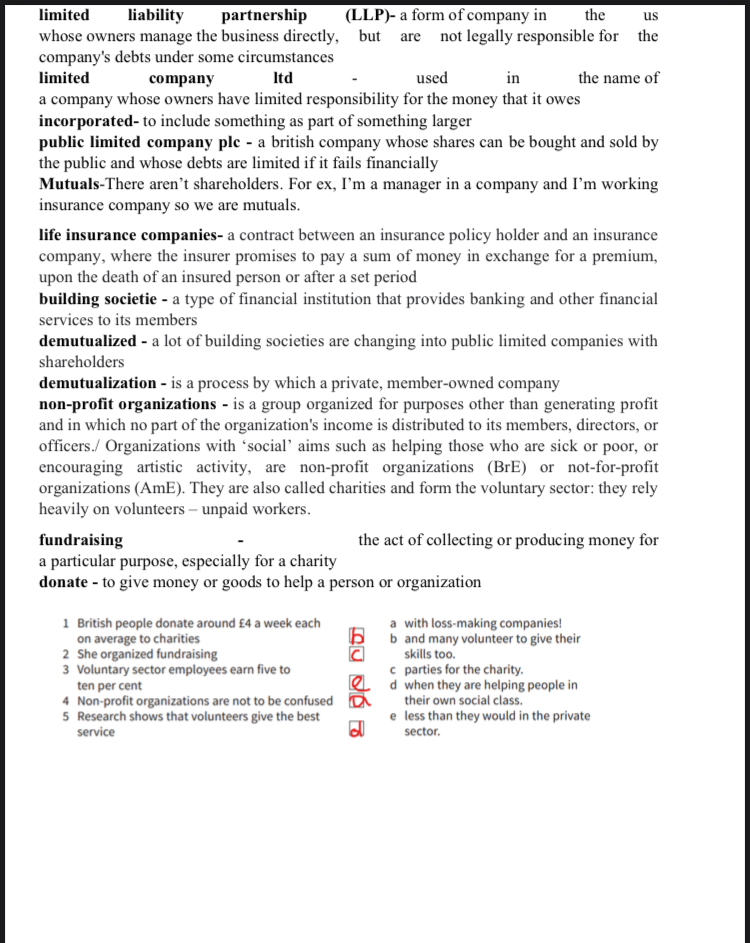 limited liability partnership (LLP)- a form of company in the us
whose owners manage the business directly, but are not legally responsible for the
company's debts under some circumstances
limited company ltd - used in the name of
a company whose owners have limited responsibility for the money that it owes
incorporated- to include something as part of something larger
public limited company plc - a british company whose shares can be bought and sold by
the public and whose debts are limited if it fails financially
Mutuals-There aren’t shareholders. For ex, I’m a manager in a company and I’m working
insurance company so we are mutuals.
life insurance companies- a contract between an insurance policy holder and an insurance
company, where the insurer promises to pay a sum of money in exchange for a premium,
upon the death of an insured person or after a set period
building societie - a type of financial institution that provides banking and other financial
services to its members
demutualized - a lot of building societies are changing into public limited companies with
shareholders
demutualization - is a process by which a private, member-owned company
non-profit organizations - is a group organized for purposes other than generating profit
and in which no part of the organization's income is distributed to its members, directors, or
officers./ Organizations with ‘social’ aims such as helping those who are sick or poor, or
encouraging artistic activity, are non-profit organizations (BrE) or not-for-profit
organizations (AmE). They are also called charities and form the voluntary sector: they rely
heavily on volunteers – unpaid workers.
fundraising - the act of collecting or producing money for
a particular purpose, especially for a charity
donate - to give money or goods to help a person or organization
1 British people donate around £4 a week each
on average to charities b
2 She organized fundraising c
3 Voluntary sector employees earn five to
ten per cent e
4 Non-profit organizations are not to be confused a
5 Research shows that volunteers give the best
service d
a with loss-making companies!
b and many volunteer to give their
skills too.
c parties for the charity.
d when they are helping people in
their own social class.
e less than they would in the private
sector.